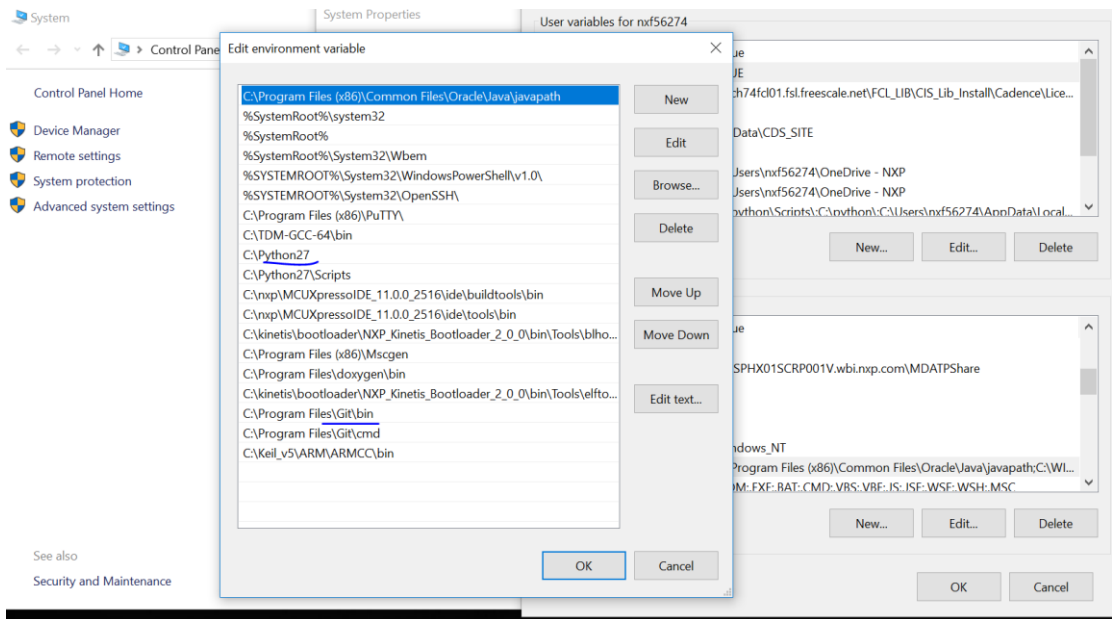 System
System Properties
User variables for nxf56274
Control Pane
Edit environment variable
ue
UE
ch74fcl01.fsl.freescale.net\FCL_LIB\CIS_Lib_Install\Cadence\Lice...
Data\CDS_SITE
Users\nxf56274\OneDrive - NXP
Users\nxf56274\OneDrive - NXP
python\Scripts\;C:\python\;C:\Users\nxf56274\AppData\Local...
New...
Edit...
Delete
Control Panel Home
Device Manager
Remote settings
System protection
Advanced system settings
C:\Program Files (x86)\Common Files\Oracle\Java\javapath
%SystemRoot%\system32
%SystemRoot%
%SystemRoot%\System32\Wbem
%SYSTEMROOT%\System32\WindowsPowerShell\v1.0\
%SYSTEMROOT%\System32\OpenSSH\
C:\Program Files (x86)\PuTTY\
C:\TDM-GCC-64\bin
C:\Python27
C:\Python27\Scripts
C:\nxp\MCUXpressoIDE_11.0.0_2516\ide\buildtools\bin
C:\nxp\MCUXpressoIDE_11.0.0_2516\ide\tools\bin
C:\kinetis\bootloader\NXP_Kinetis_Bootloader_2_0_0\bin\Tools\blho...
C:\Program Files (x86)\Mscgen
C:\Program Files\doxygen\bin
C:\kinetis\bootloader\NXP_Kinetis_Bootloader_2_0_0\bin\Tools\elfto...
C:\Program Files\Git\bin
C:\Program Files\Git\cmd
C:\Keil_v5\ARM\ARMCC\bin
New
Edit
Browse...
Delete
Move Up
Move Down
Edit text...
OK
Cancel
ue
SPHX01SCRP001V.wbi.nxp.com\MDATPShare
ndows_NT
Program Files (x86)\Common Files\Oracle\Java\javapath;C:\WI...
OM;.EXE;.BAT;.CMD;.VBS;.VBE;.JS;.JSE;.WSF;.WSH;.MSC
New...
Edit...
Delete
OK
Cancel
See also
Security and Maintenance